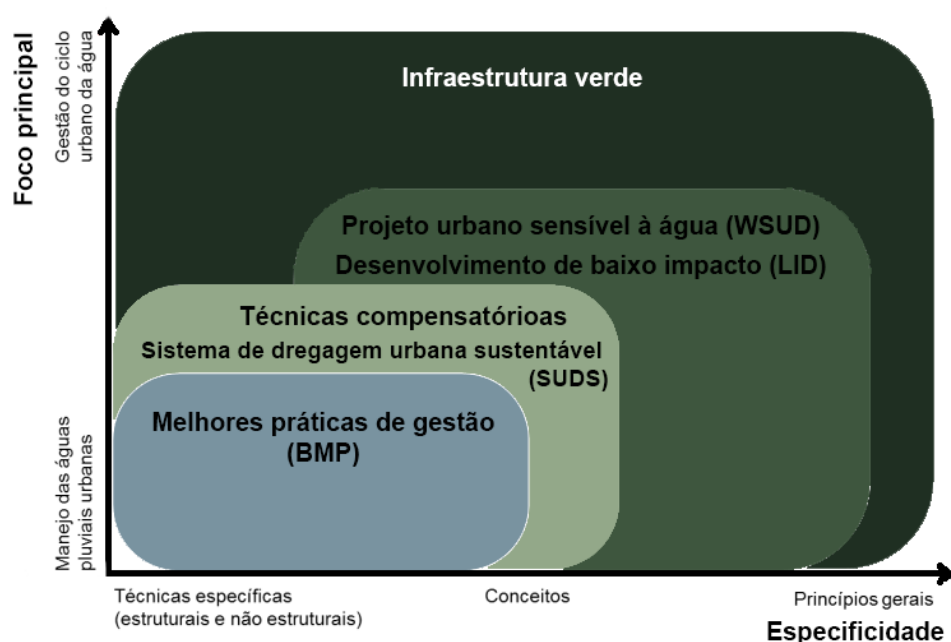 Foco principal
Gestão do ciclo
urbano da água
Manejo das águas
pluviais urbanas
Infraestrutura verde
Projeto urbano sensível à água (WSUD)
Desenvolvimento de baixo impacto (LID)
Técnicas compensatórioas
Sistema de dregagem urbana sustentável
(SUDS)
Melhores práticas de gestão
(BMP)
Técnicas específicas
(estruturais e não estruturais)
Conceitos
Princípios gerais
Especificidade